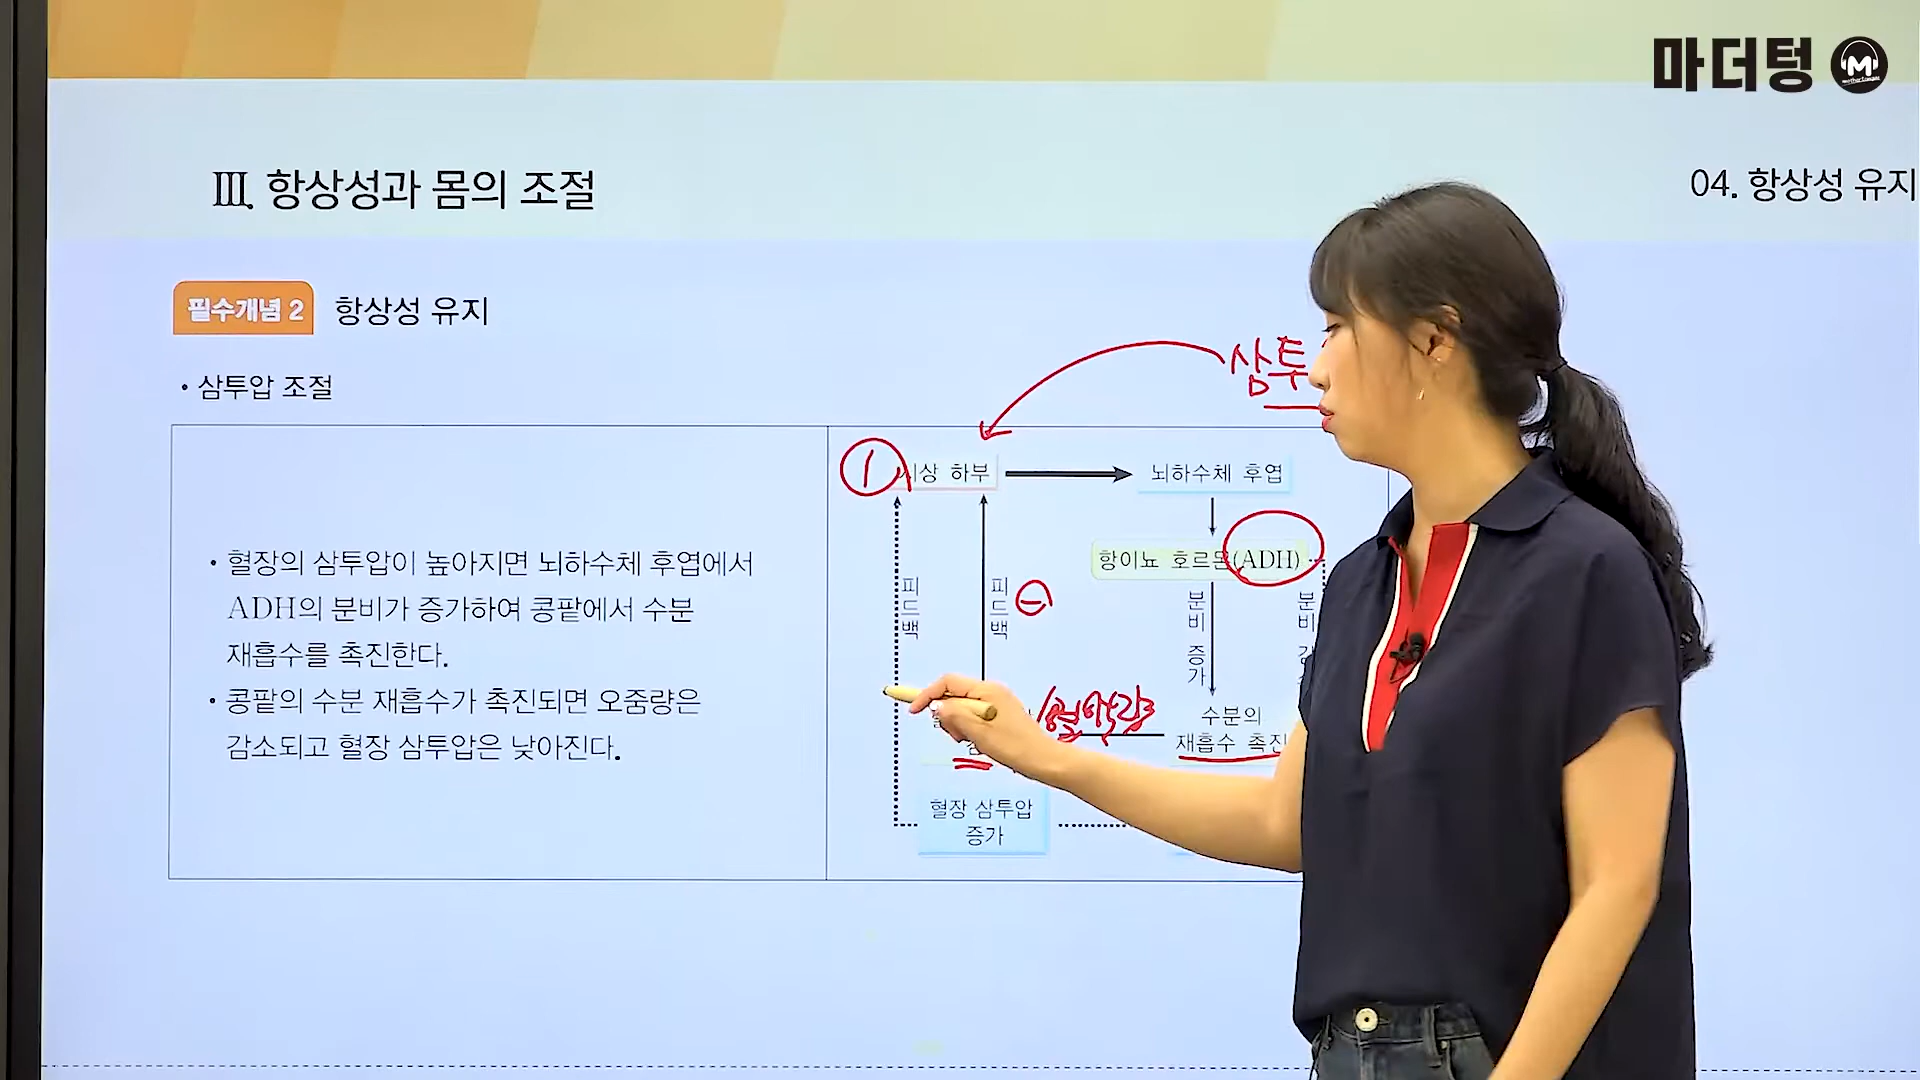 마더텅 M
Ⅲ. 항상성과 몸의 조절
04. 항상성 유지
필수개념 2 항상성 유지
• 삼투압 조절
• 혈장의 삼투압이 높아지면 뇌하수체 후엽에서
ADH의 분비가 증가하여 콩팥에서 수분
재흡수를 촉진한다.
• 콩팥의 수분 재흡수가 촉진되면 오줌량은
감소되고 혈장 삼투압은 낮아진다.
삼투
1
시상 하부
뇌하수체 후엽
항이뇨 호르몬(ADH)
피드백
피드백
분비 증가
분비
수분의
재흡수 촉진
혈장 삼투압
증가